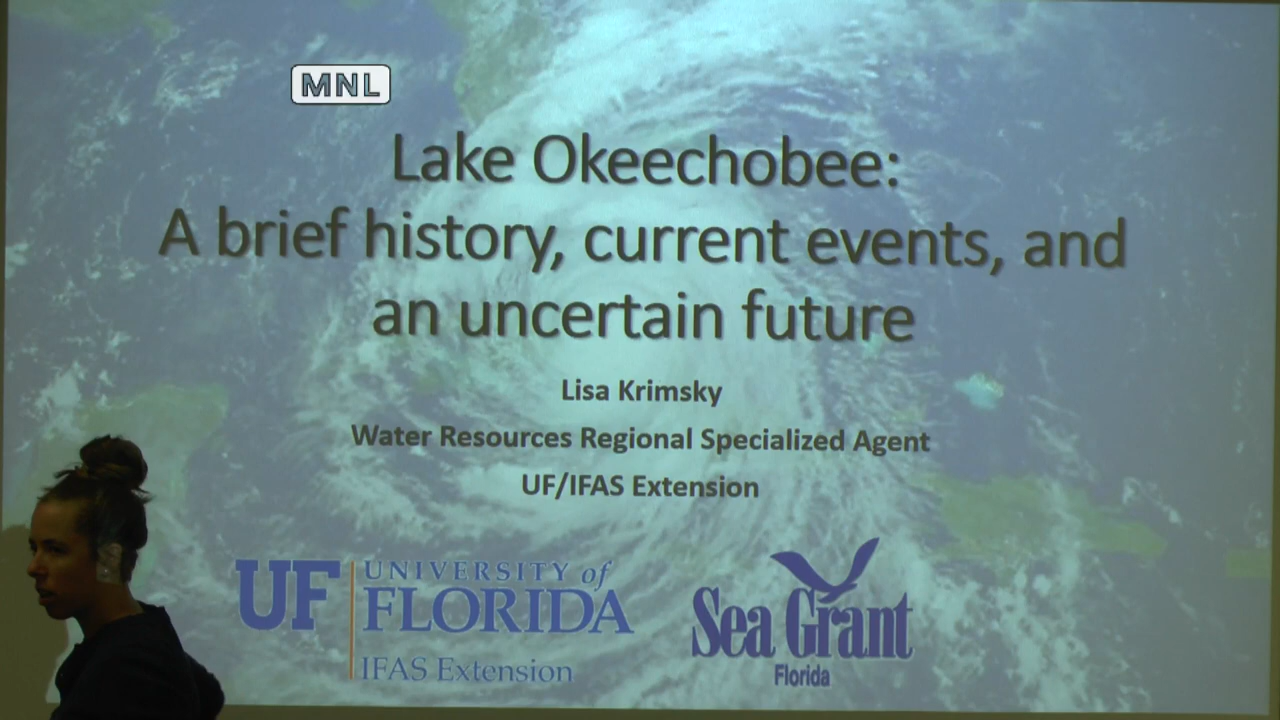 MNL
Lake Okeechobee:
A brief history, current events, and
an uncertain future
Lisa Krimsky
Water Resources Regional Specialized Agent
UF/IFAS Extension
UF
UNIVERSITY of
FLORIDA
IFAS Extension
Sea Grant
Florida